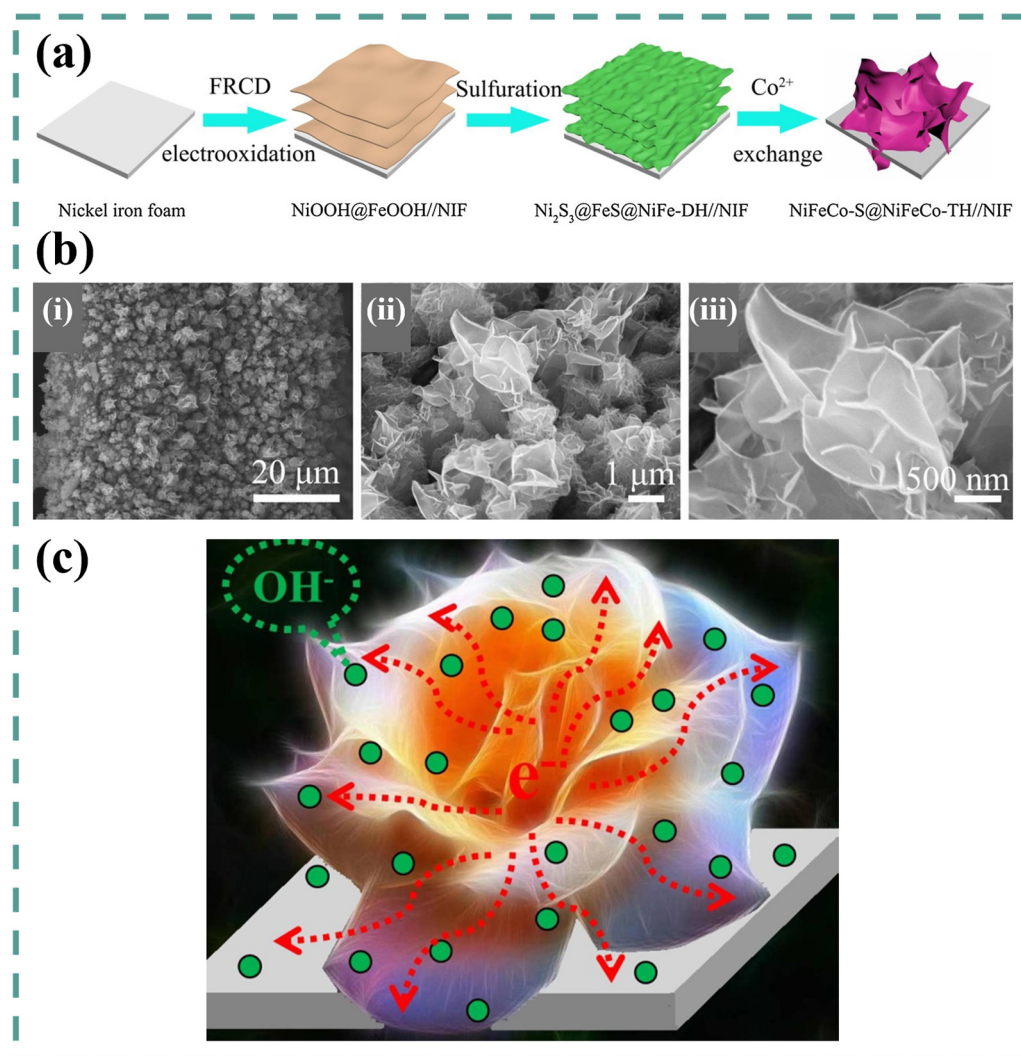 (a)
FRCD
electrooxidation
Sulfuration
Co²⁺
exchange
Nickel iron foam
NiOOH@FeOOH//NIF
Ni₂S₃@FeS@NiFe-DH//NIF
NiFeCo-S@NiFeCo-TH//NIF
(b)
(i)
20 μm
(ii)
1 μm
(iii)
500 nm
(c)
OH⁻
e⁻